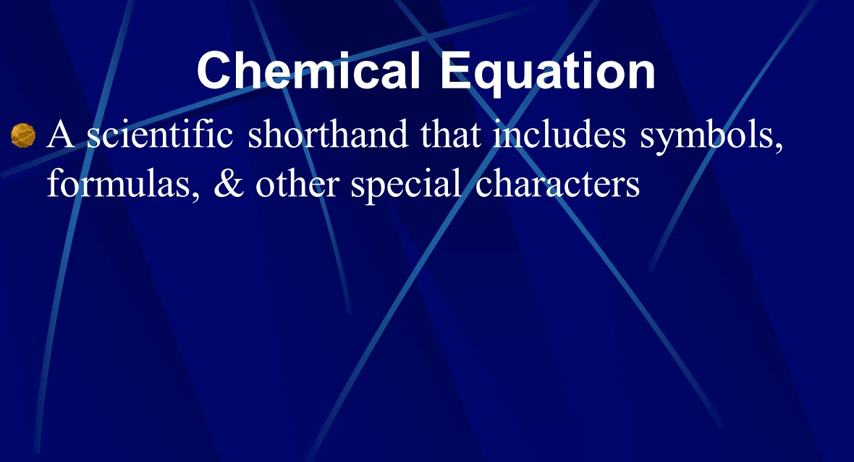 Chemical Equation
A scientific shorthand that includes symbols,
formulas, & other special characters